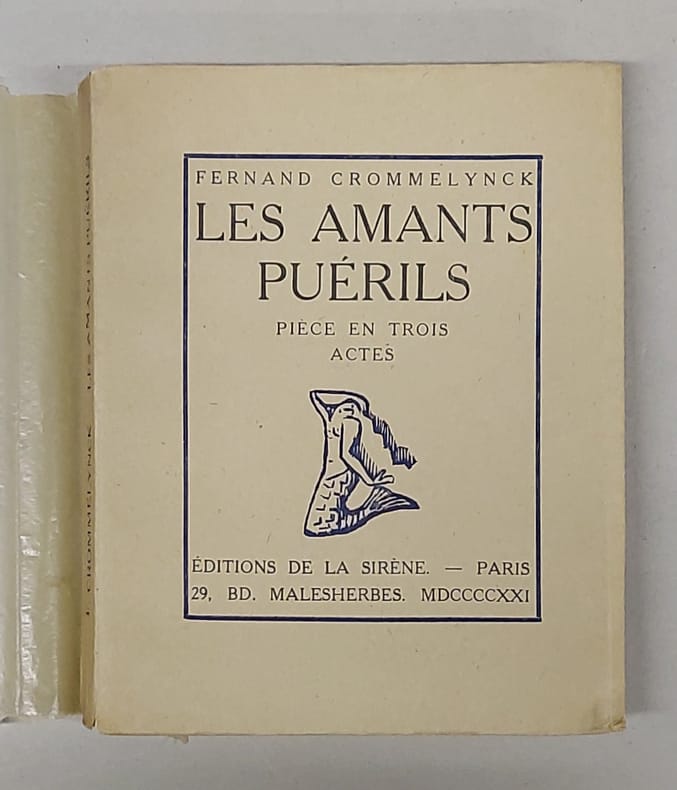 FERNAND CROMMELYNCK
LES AMANTS
PUÉRILS
PIÈCE EN TROIS
ACTES
ÉDITIONS DE LA SIRÈNE. — PARIS
29, BD. MALESHERBES. MDCCCCXXI
F. CROMMELYNCK LES AMANTS PUÉRILS